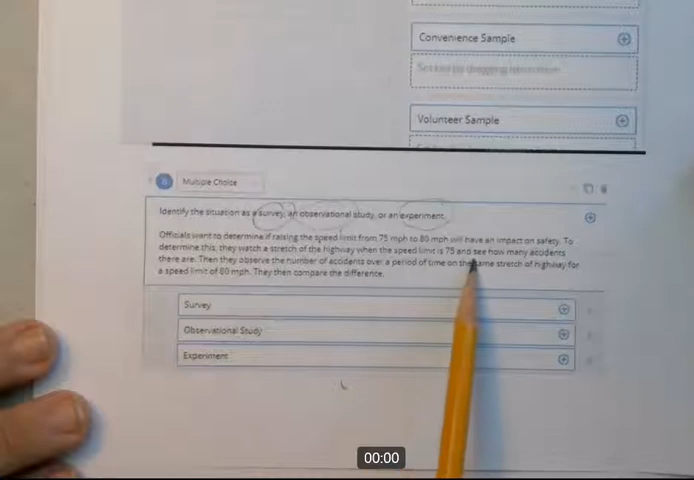 Convenience Sample
Volunteer Sample
8 Multiple Choice
Identify the situation as a survey, an observational study, or an experiment.
Officials want to determine if raising the speed limit from 75 mph to 80 mph will have an impact on safety. To
determine this, they watch a stretch of the highway when the speed limit is 75 and see how many accidents
there are. Then they observe the number of accidents over a period of time on the same stretch of highway for
a speed limit of 80 mph. They then compare the difference.
Survey
Observational Study
Experiment
00:00